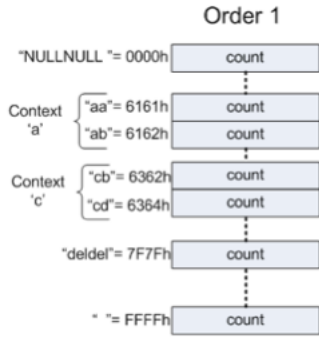 Order 1
"NULLNULL "= 0000h count
Context 'a'
"aa"= 6161h count
"ab"= 6162h count
Context 'c'
"cb"= 6362h count
"cd"= 6364h count
"deldel"= 7F7Fh count
" "= FFFFh count